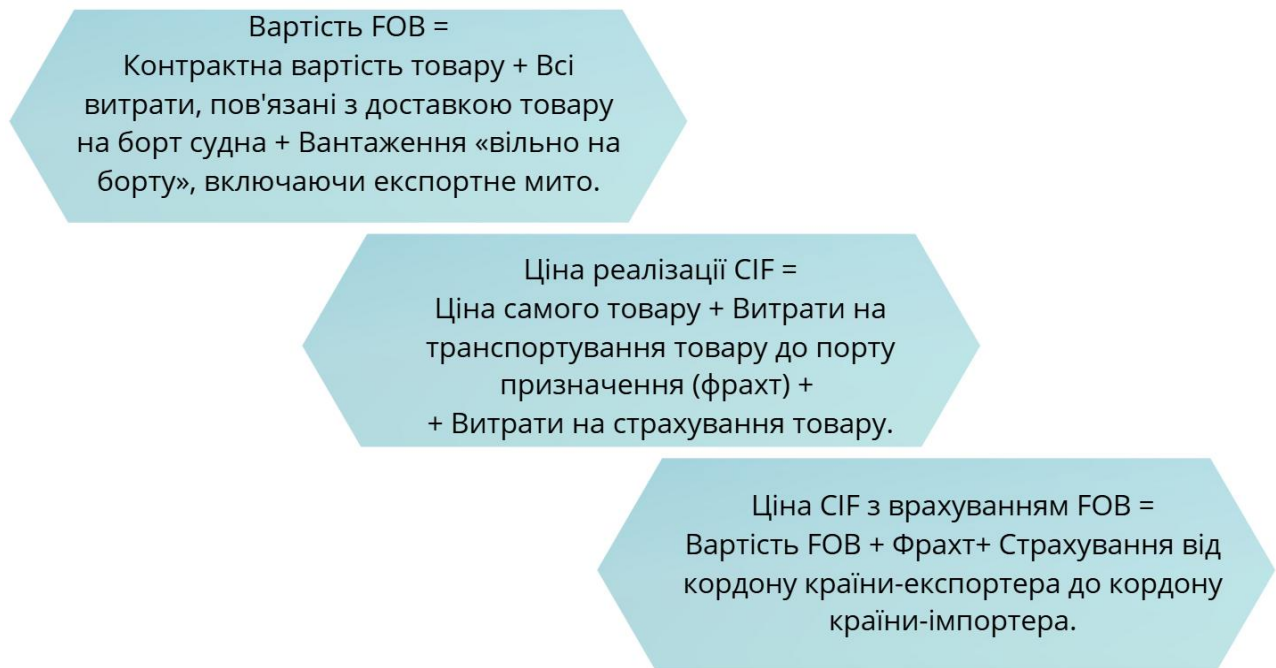 Вартість FOB =
Контрактна вартість товару + Всі
витрати, пов'язані з доставкою товару
на борт судна + Вантаження «вільно на
борту», включаючи експортне мито.
Ціна реалізації CIF =
Ціна самого товару + Витрати на
транспортування товару до порту
призначення (фрахт) +
+ Витрати на страхування товару.
Ціна CIF з врахуванням FOB =
Вартість FOB + Фрахт+ Страхування від
кордону країни-експортера до кордону
країни-імпортера.